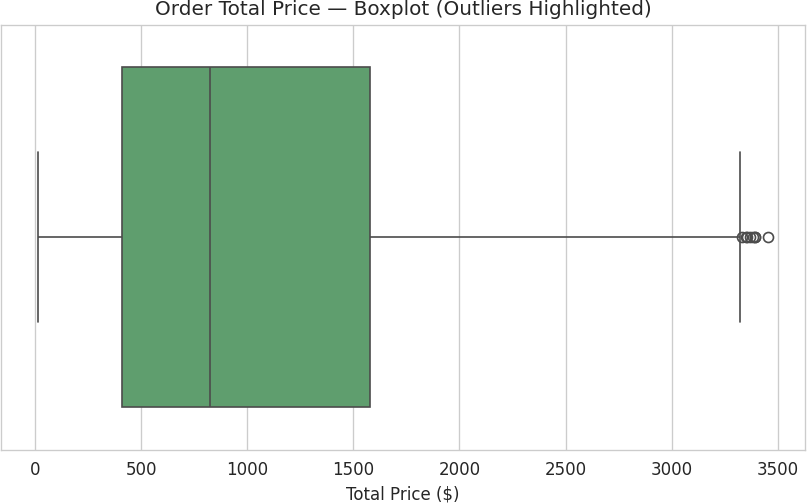 Order Total Price — Boxplot (Outliers Highlighted)
0 500 1000 1500 2000 2500 3000 3500
Total Price ($)